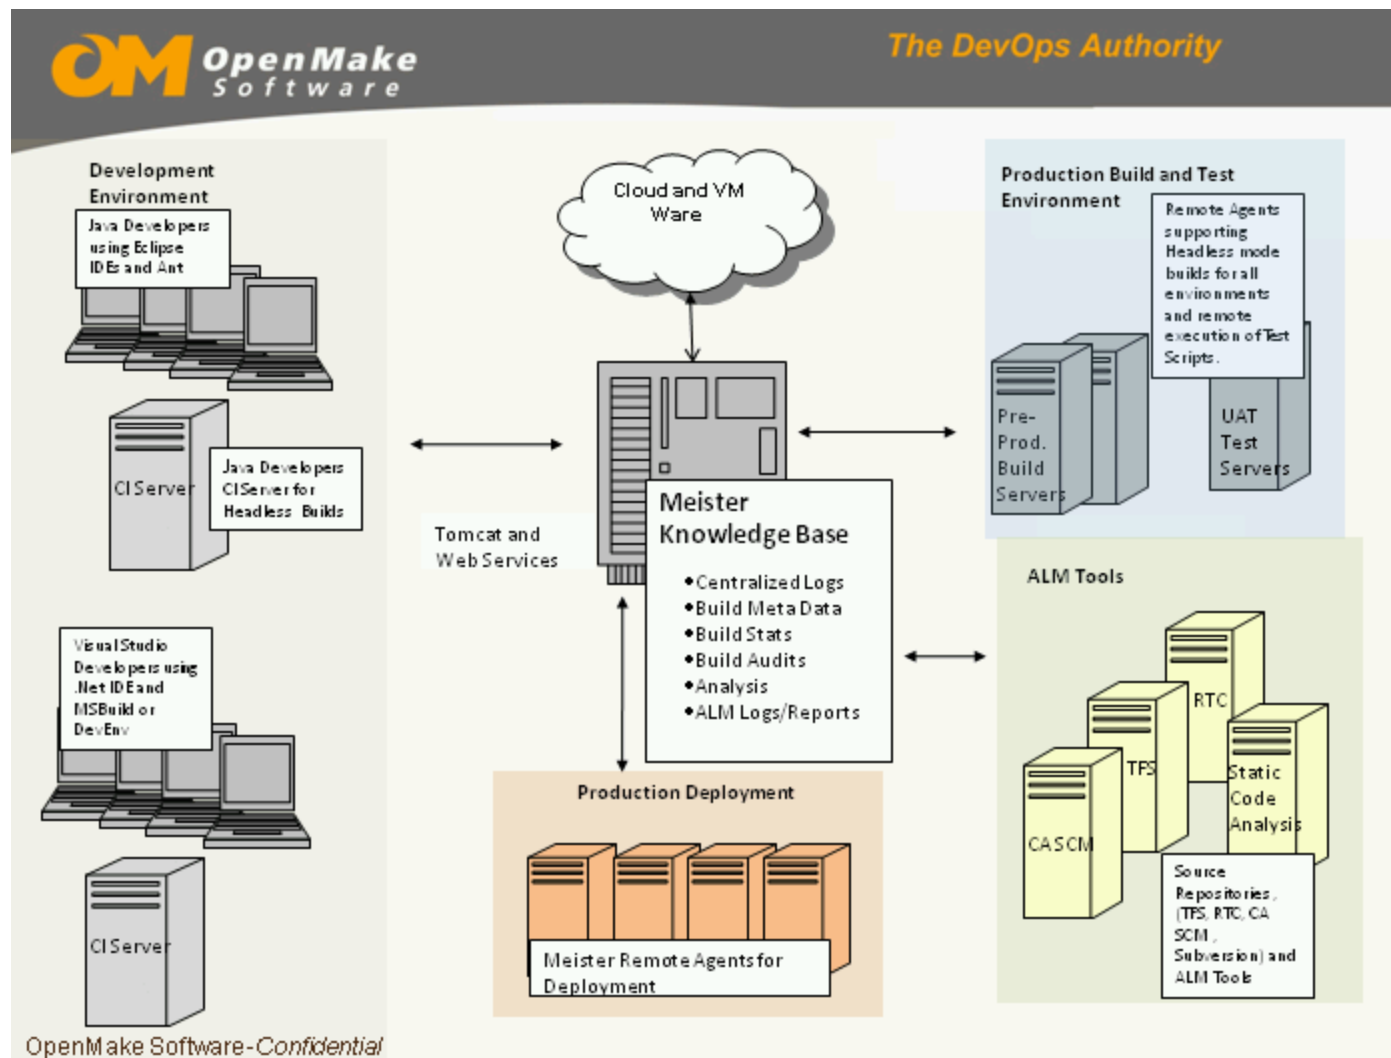 OM OpenMake
Software
The DevOps Authority
Development
Environment
Java Developers
using Eclipse
IDEs and Ant
CI Server
Java Developers
CI Server for
Headless Builds
Visual Studio
Developers using
.Net IDE and
MSBuild or
DevEnv
CI Server
OpenMake Software-Confidential
Cloud and VM
Ware
Tomcat and
Web Services
Meister
Knowledge Base
•Centralized Logs
•Build Meta Data
•Build Stats
•Build Audits
•Analysis
•ALM Logs/Reports
Production Deployment
Meister Remote Agents for
Deployment
Production Build and Test
Environment
Remote Agents
supporting
Headless mode
builds for all
environments
and remote
execution of Test
Scripts.
Pre-
Prod.
Build
Servers
UAT
Test
Servers
ALM Tools
RTC
TFS
Static
Code
Analysis
CA SCM
Source
Repositories,
(TFS, RTC, CA
SCM ,
Subversion) and
ALM Tools